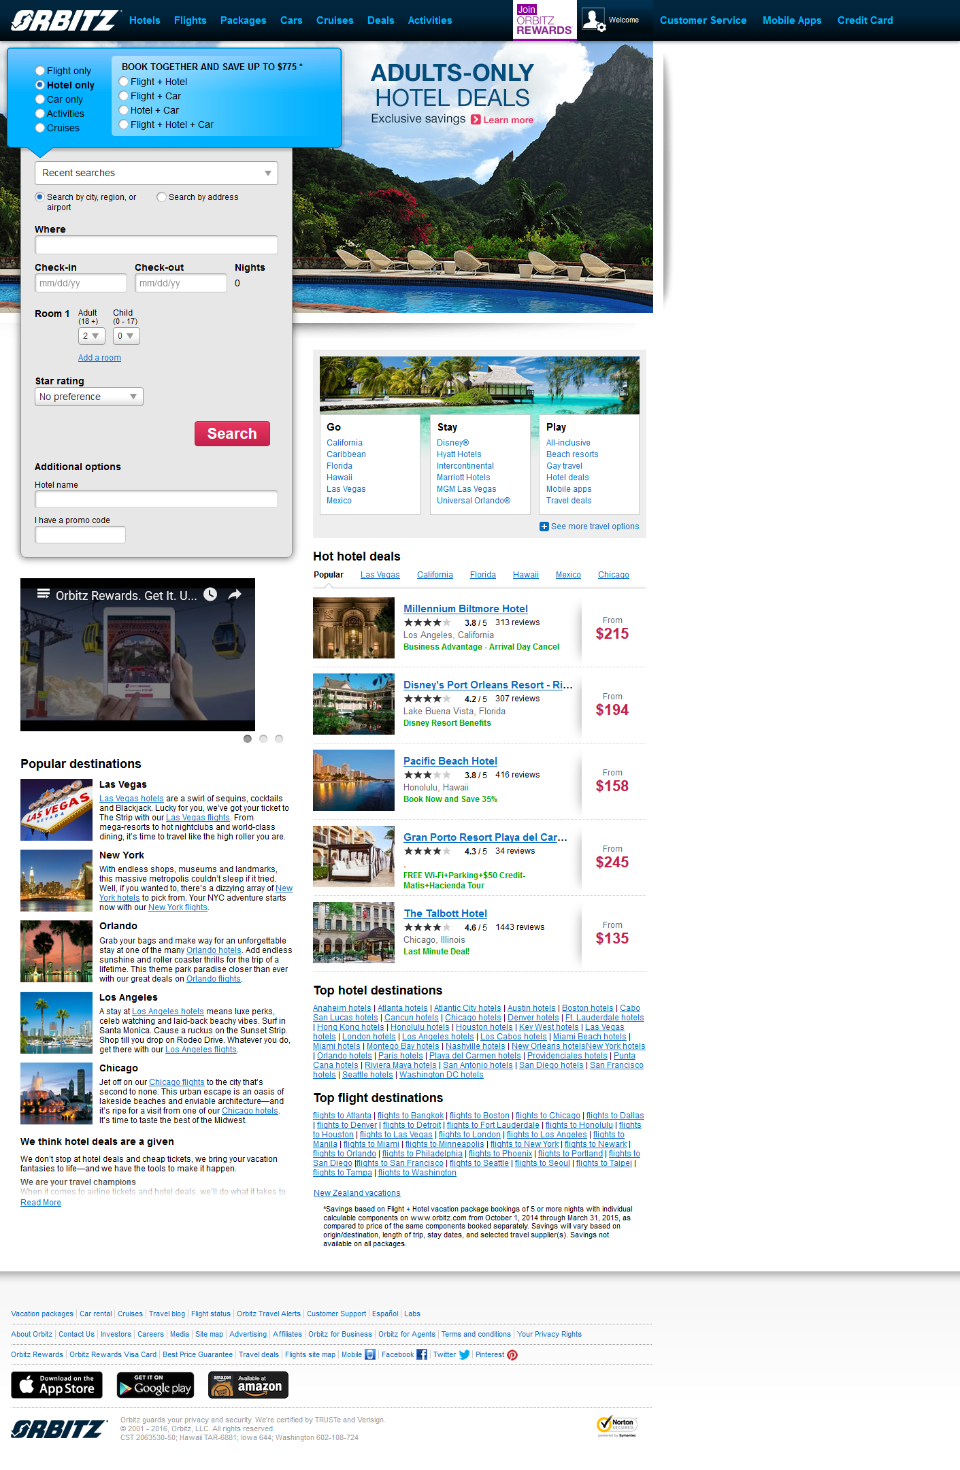 ORBITZ
Hotels Flights Packages Cars Cruises Deals Activities
Join
ORBITZ
REWARDS
Welcome
Customer Service Mobile Apps Credit Card
Flight only
Hotel only
Car only
Activities
Cruises
BOOK TOGETHER AND SAVE UP TO $775 *
Flight + Hotel
Flight + Car
Hotel + Car
Flight + Hotel + Car
ADULTS-ONLY
HOTEL DEALS
Exclusive savings Learn more
Recent searches
Search by city, region, or
airport
Search by address
Where
Check-in Check-out Nights
mm/dd/yy mm/dd/yy 0
Room 1 Adult Child
(18 +) (0 - 17)
2 0
Add a room
Star rating
No preference
Search
Additional options
Hotel name
I have a promo code
Go
California
Caribbean
Florida
Hawaii
Las Vegas
Mexico
Stay
Disney®
Hyatt Hotels
Intercontinental
Marriott Hotels
MGM Las Vegas
Universal Orlando®
Play
All-inclusive
Beach resorts
Gay travel
Hotel deals
Mobile apps
Travel deals
See more travel options
Orbitz Rewards. Get It. U...
Hot hotel deals
Popular Las Vegas California Florida Hawaii Mexico Chicago
Millennium Biltmore Hotel
3.8 / 5 313 reviews
Los Angeles, California
Business Advantage - Arrival Day Cancel
From
$215
Disney's Port Orleans Resort - Ri...
4.2 / 5 307 reviews
Lake Buena Vista, Florida
Disney Resort Benefits
From
$194
Pacific Beach Hotel
3.8 / 5 416 reviews
Honolulu, Hawaii
Book Now and Save 35%
From
$158
Gran Porto Resort Playa del Car...
4.3 / 5 34 reviews
,
FREE Wi-Fi+Parking+$50 Credit-
Matis+Hacienda Tour
From
$245
The Talbott Hotel
4.6 / 5 1443 reviews
Chicago, Illinois
Last Minute Deal!
From
$135
Popular destinations
LAS VEGAS
NEVADA
Las Vegas
Las Vegas hotels are a swirl of sequins, cocktails
and Blackjack. Lucky for you, we've got your ticket to
The Strip with our Las Vegas flights. From
mega-resorts to hot nightclubs and world-class
dining, it's time to travel like the high roller you are.
New York
With endless shops, museums and landmarks,
this massive metropolis couldn't sleep if it tried.
Well, if you wanted to, there's a dizzying array of New
York hotels to pick from. Your NYC adventure starts
now with our New York flights.
Orlando
Grab your bags and make way for an unforgettable
stay at one of the many Orlando hotels. Add endless
sunshine and roller coaster thrills for the trip of a
lifetime. This theme park paradise closer than ever
with our great deals on Orlando flights.
Los Angeles
A stay at Los Angeles hotels means luxe perks,
celeb watching and laid-back beachy vibes. Surf in
Santa Monica. Cause a ruckus on the Sunset Strip.
Shop till you drop on Rodeo Drive. Whatever you do,
get there with our Los Angeles flights.
Chicago
Jet off on our Chicago flights to the city that's
second to none. This urban escape is an oasis of
lakeside beaches and enviable architecture—and
it's ripe for a visit from one of our Chicago hotels.
It's time to taste the best of the Midwest.
We think hotel deals are a given
We don't stop at hotel deals and cheap tickets, we bring your vacation
fantasies to life—and we have the tools to make it happen.
We are your travel champions
When it comes to airline tickets and hotel deals, we'll do what it takes to
Read More
Top hotel destinations
Anaheim hotels | Atlanta hotels | Atlantic City hotels | Austin hotels | Boston hotels | Cabo
San Lucas hotels | Cancun hotels | Chicago hotels | Denver hotels | Ft. Lauderdale hotels
| Hong Kong hotels | Honolulu hotels | Houston hotels | Key West hotels | Las Vegas
hotels | London hotels | Los Angeles hotels | Los Cabos hotels | Miami Beach hotels |
Miami hotels | Montego Bay hotels | Nashville hotels | New Orleans hotelsNew York hotels
| Orlando hotels | Paris hotels | Playa del Carmen hotels | Providenciales hotels | Punta
Cana hotels | Riviera Maya hotels | San Antonio hotels | San Diego hotels | San Francisco
hotels | Seattle hotels | Washington DC hotels
Top flight destinations
flights to Atlanta | flights to Bangkok | flights to Boston | flights to Chicago | flights to Dallas
| flights to Denver | flights to Detroit | flights to Fort Lauderdale | flights to Honolulu | flights
to Houston | flights to Las Vegas | flights to London | flights to Los Angeles | flights to
Manila | flights to Miami | flights to Minneapolis | flights to New York | flights to Newark |
flights to Orlando | flights to Philadelphia | flights to Phoenix | flights to Portland | flights to
San Diego |flights to San Francisco | flights to Seattle | flights to Seoul | flights to Taipei |
flights to Tampa | flights to Washington
New Zealand vacations
*Savings based on Flight + Hotel vacation package bookings of 5 or more nights with individual
calculable components on www.orbitz.com from October 1, 2014 through March 31, 2015, as
compared to price of the same components booked separately. Savings will vary based on
origin/destination, length of trip, stay dates, and selected travel supplier(s). Savings not
available on all packages.
Vacation packages | Car rental | Cruises | Travel blog | Flight status | Orbitz Travel Alerts | Customer Support | Español | Labs
About Orbitz | Contact Us | Investors | Careers | Media | Site map | Advertising | Affiliates | Orbitz for Business | Orbitz for Agents | Terms and conditions | Your Privacy Rights
Orbitz Rewards | Orbitz Rewards Visa Card | Best Price Guarantee | Travel deals | Flights site map | Mobile | Facebook | Twitter | Pinterest
Download on the
App Store
GET IT ON
Google play
Available at
amazon
ORBITZ
Orbitz guards your privacy and security. We're certified by TRUSTe and Verisign.
© 2001 - 2016, Orbitz, LLC. All rights reserved.
CST 2063530-50; Hawaii TAR-6881; Iowa 644; Washington 602-108-724
Norton
SECURED
powered by Symantec